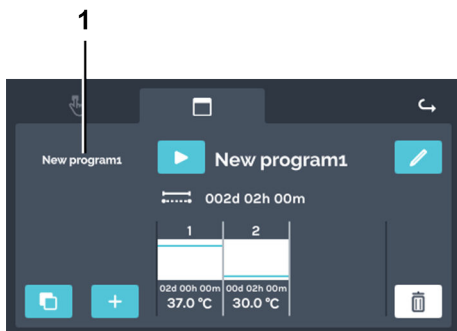 1
New program1
New program1
002d 02h 00m
1 2
02d 00h 00m 00d 02h 00m
37.0 °C 30.0 °C